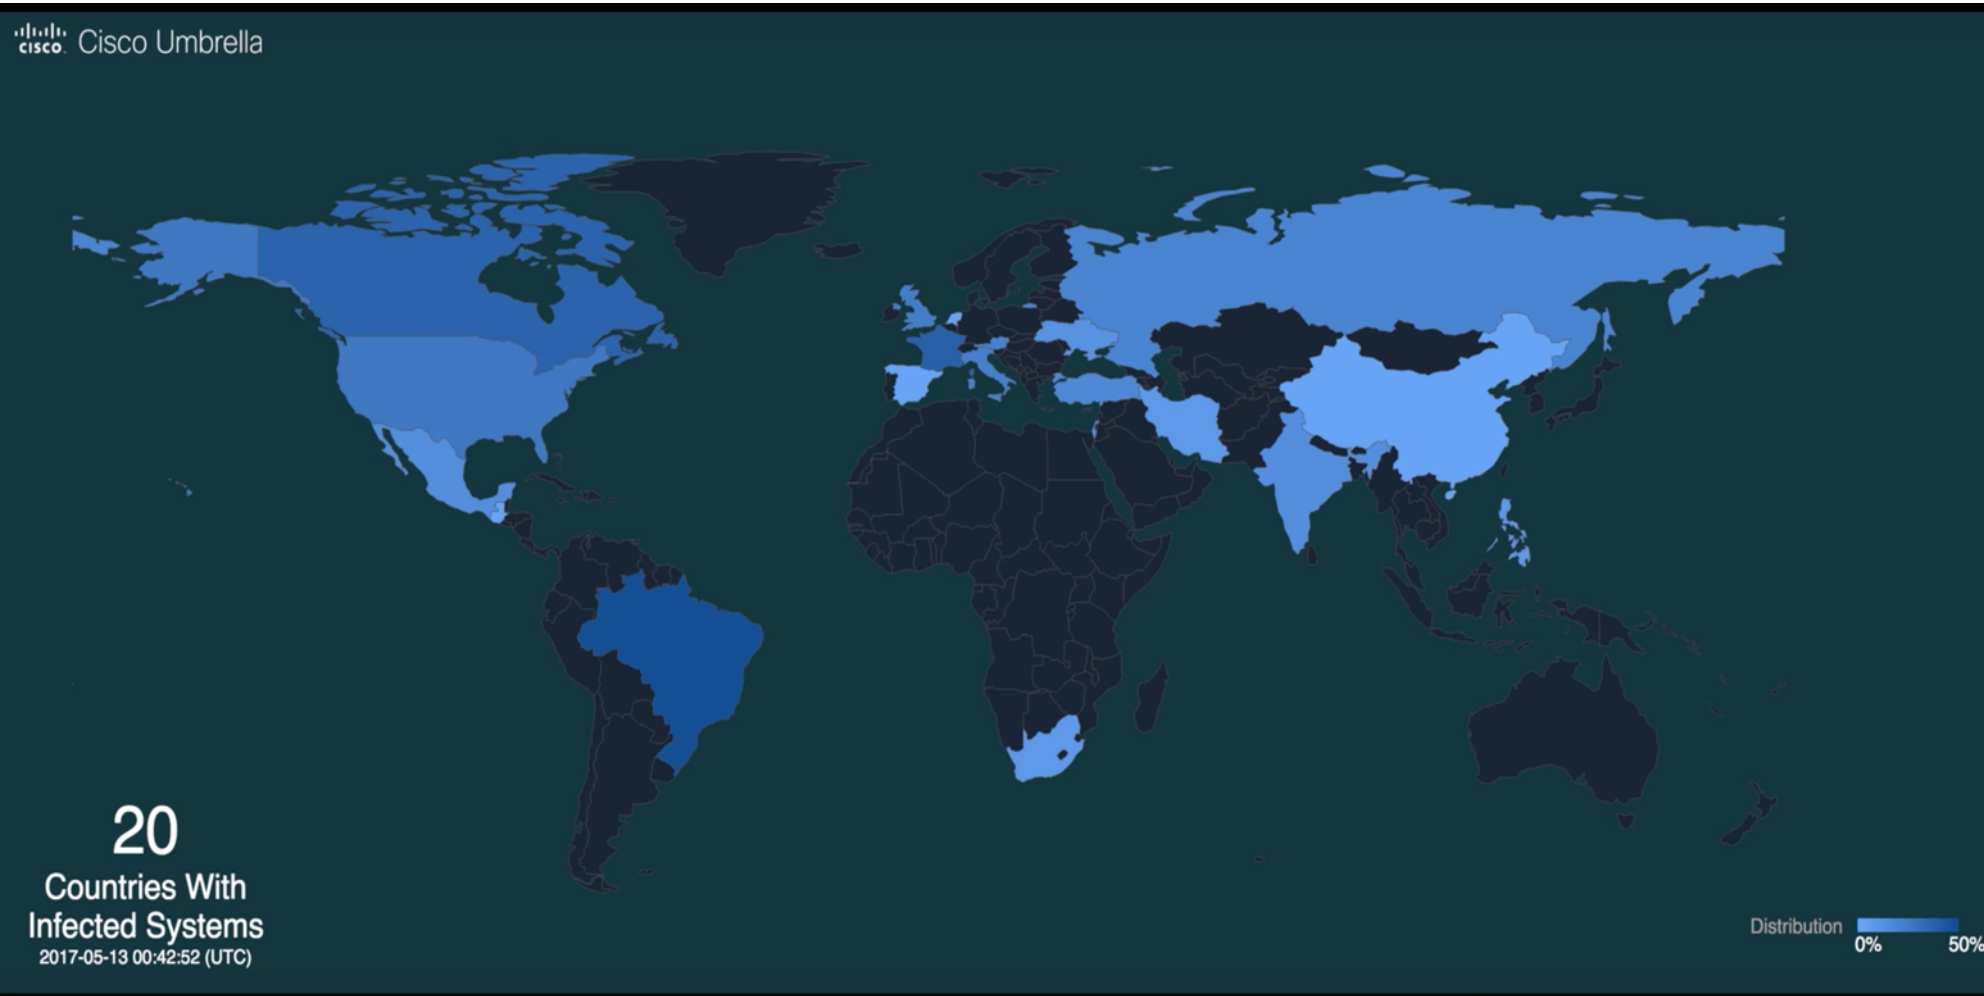 cisco Cisco Umbrella
20
Countries With
Infected Systems
2017-05-13 00:42:52 (UTC)
Distribution
0% 50%